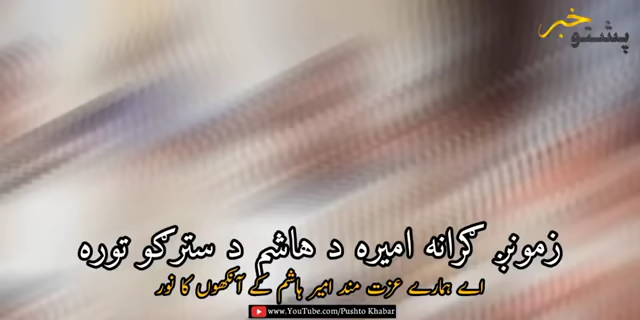 خبر
پشتو
زمونږ ګرانه امیره د هاشم د سترګو توره
اے ہمارے عزت مند امیر ہاشم کے آنکھوں کا نور
www.YouTube.com/Pushto Khabar